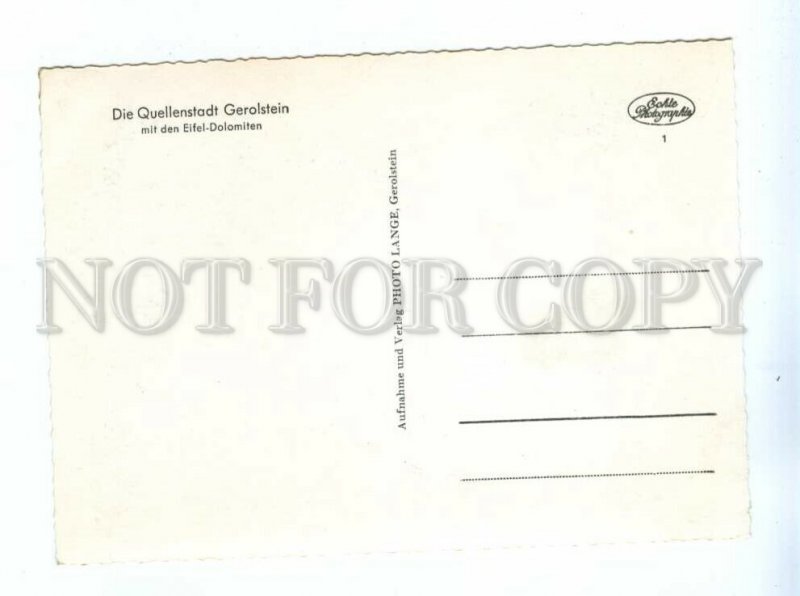 Die Quellenstadt Gerolstein
mit den Eifel-Dolomiten
Echte
Photographie
1
Aufnahme und Verlag PHOTO LANGE, Gerolstein
NOT FOR COPY